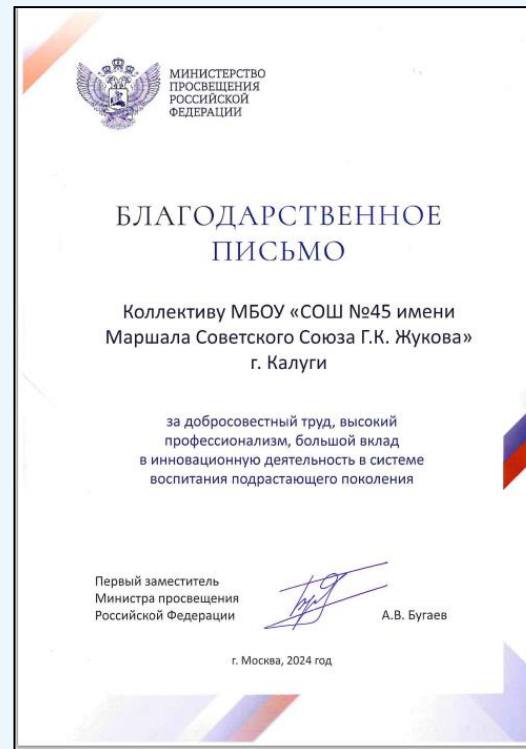 МИНИСТЕРСТВО
ПРОСВЕЩЕНИЯ
РОССИЙСКОЙ
ФЕДЕРАЦИИ
БЛАГОДАРСТВЕННОЕ
ПИСЬМО
Коллективу МБОУ «СОШ №45 имени
Маршала Советского Союза Г.К. Жукова»
г. Калуги
за добросовестный труд, высокий
профессионализм, большой вклад
в инновационную деятельность в системе
воспитания подрастающего поколения
Первый заместитель
Министра просвещения
Российской Федерации
А.В. Бугаев
г. Москва, 2024 год